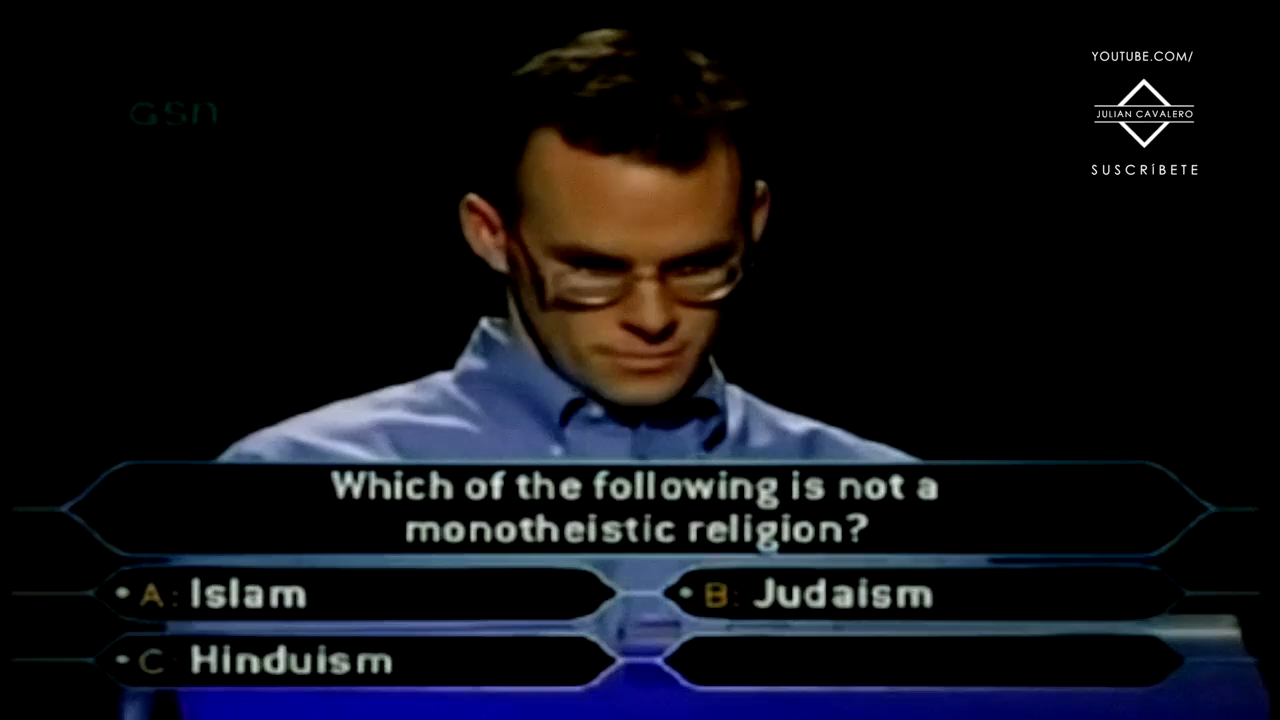 YOUTUBE.COM/
GSN
JULIAN CAVALERO
SUSCRÍBETE
Which of the following is not a
monotheistic religion?
A: Islam
B: Judaism
C: Hinduism